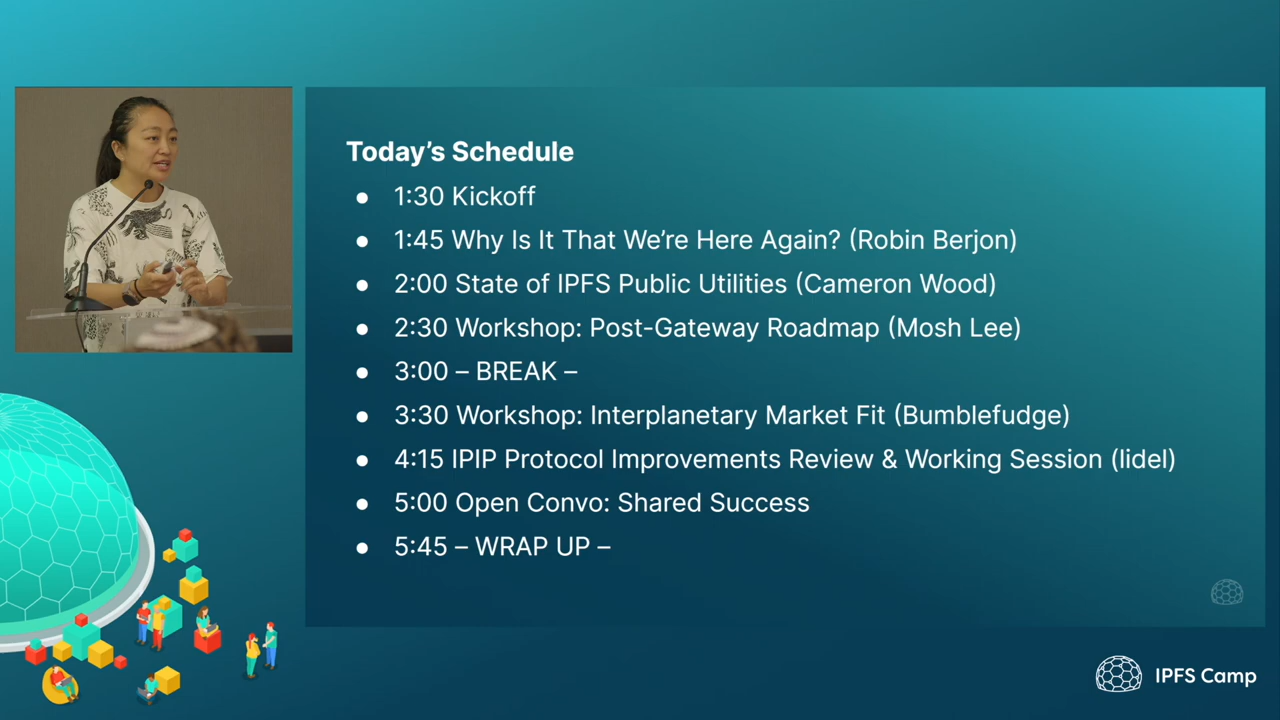 Today’s Schedule
● 1:30 Kickoff
● 1:45 Why Is It That We’re Here Again? (Robin Berjon)
● 2:00 State of IPFS Public Utilities (Cameron Wood)
● 2:30 Workshop: Post-Gateway Roadmap (Mosh Lee)
● 3:00 – BREAK –
● 3:30 Workshop: Interplanetary Market Fit (Bumblefudge)
● 4:15 IPIP Protocol Improvements Review & Working Session (lidel)
● 5:00 Open Convo: Shared Success
● 5:45 – WRAP UP –
IPFS Camp